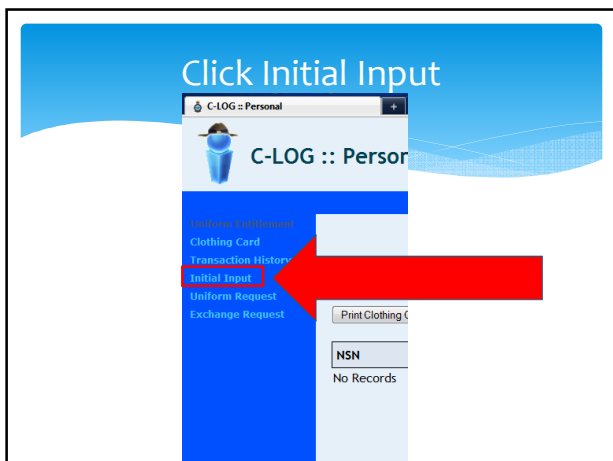 Click Initial Input
C-LOG :: Personal
+
C-LOG :: Person
Uniform Entitlement
Clothing Card
Transaction History
Initial Input
Uniform Request
Exchange Request
Print Clothing C
NSN
No Records